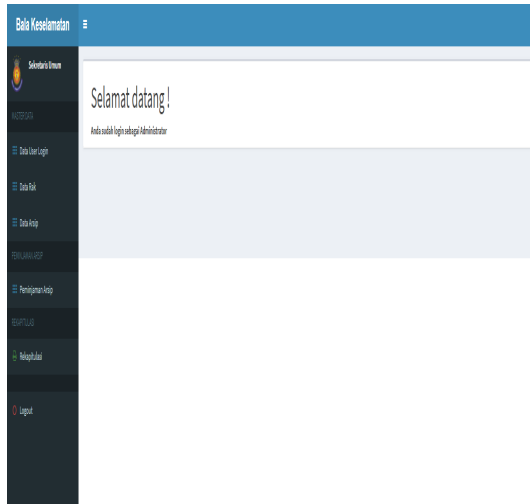 Bala Keselamatan
Sekretaris Umum
MASTER DATA
Data User Login
Data Rak
Data Arsip
PEMINJAMAN ARSIP
Peminjaman Arsip
REKAPITULASI
Rekapitulasi
Logout
Selamat datang !
Anda sudah login sebagai Administrator